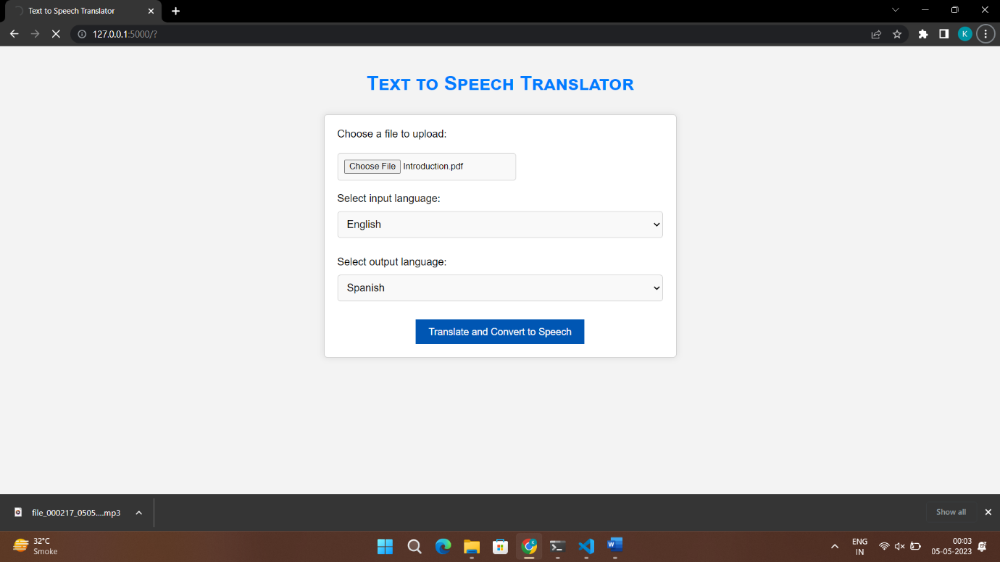 Text to Speech Translator
127.0.0.1:5000/?
K
Text to Speech Translator
Choose a file to upload:
Choose File Introduction.pdf
Select input language:
English
Select output language:
Spanish
Translate and Convert to Speech
file_000217_0505....mp3
Show all
32°C
Smoke
ENG
IN
00:03
05-05-2023